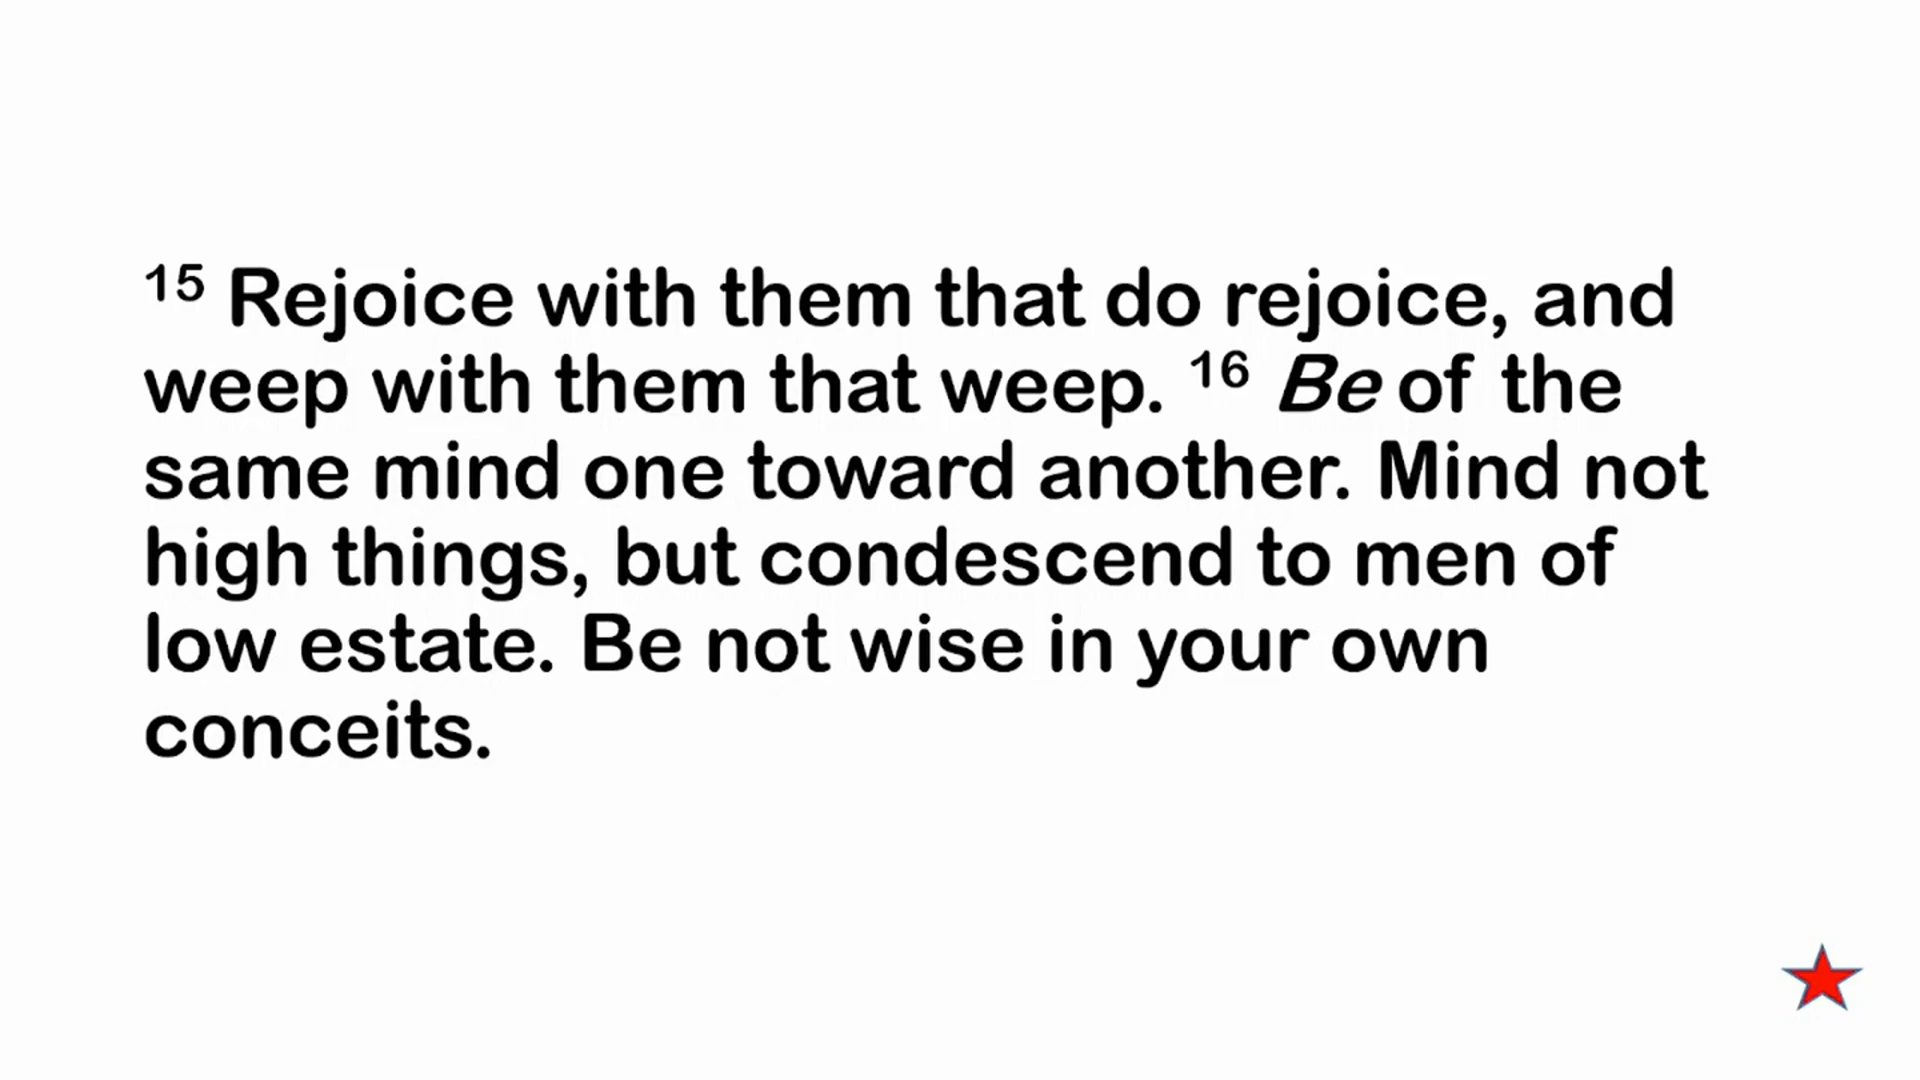 15 Rejoice with them that do rejoice, and
weep with them that weep. 16 Be of the
same mind one toward another. Mind not
high things, but condescend to men of
low estate. Be not wise in your own
conceits.